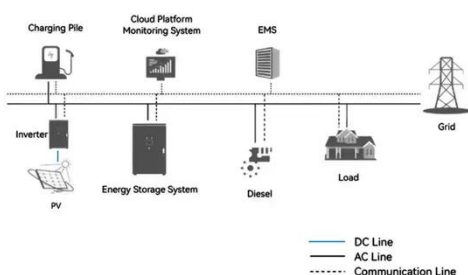 Charging Pile
Cloud Platform
Monitoring System
EMS
Grid
Inverter
PV
Energy Storage System
Diesel
Load
DC Line
AC Line
Communication Line